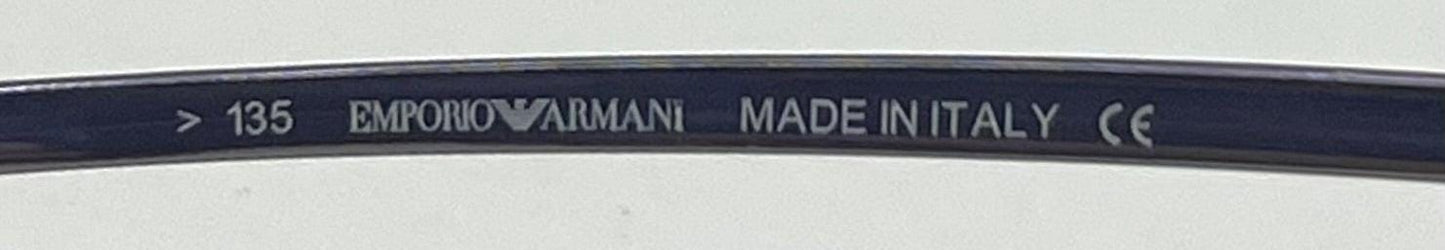 > 135 EMPORIO ARMANI MADE IN ITALY CE